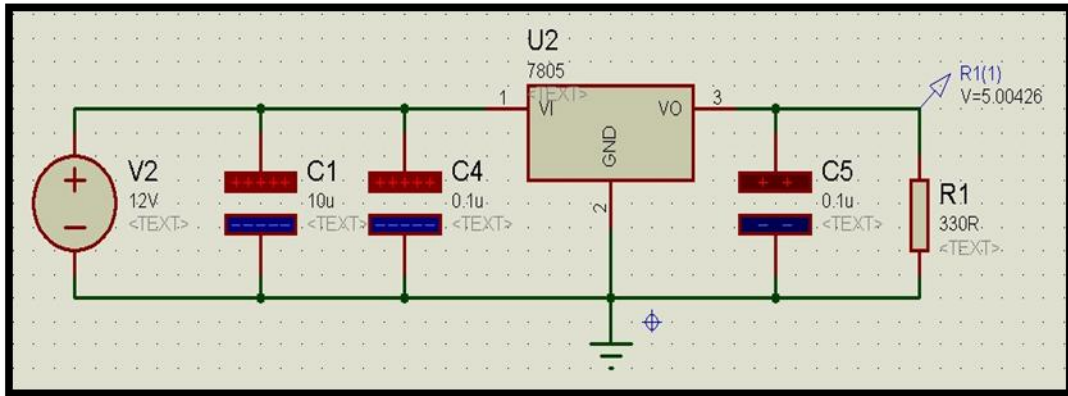 U2
7805
<TEXT>
1
VI
VO
3
GND
2
R1(1)
V=5.00426
V2
12V
<TEXT>
C1
10u
<TEXT>
C4
0.1u
<TEXT>
C5
0.1u
<TEXT>
R1
330R
<TEXT>